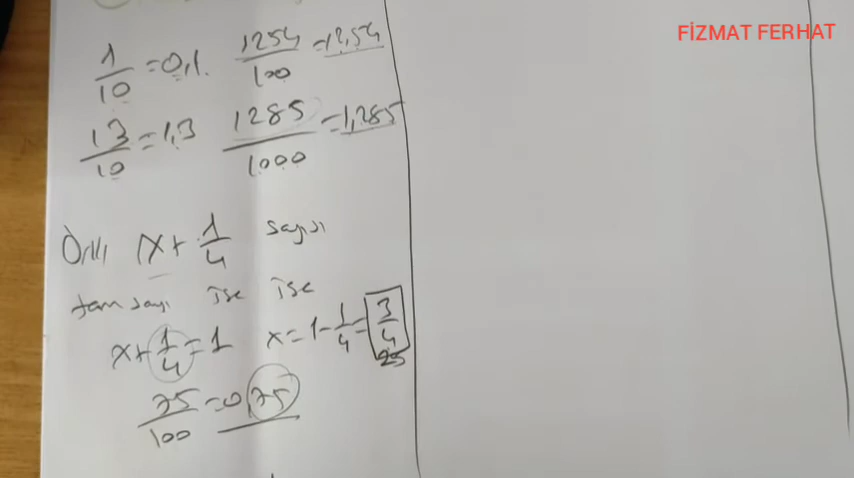 FİZMAT FERHAT
1/10 = 0,1 1254/100 = 12,54
13/10 = 1,3 1285/1000 = 1,285
x + 1/4 sayısı
tam sayı ise ise
x + 1/4 = 1 x = 1 - 1/4 = 3/4
25
75/100 = 0,75